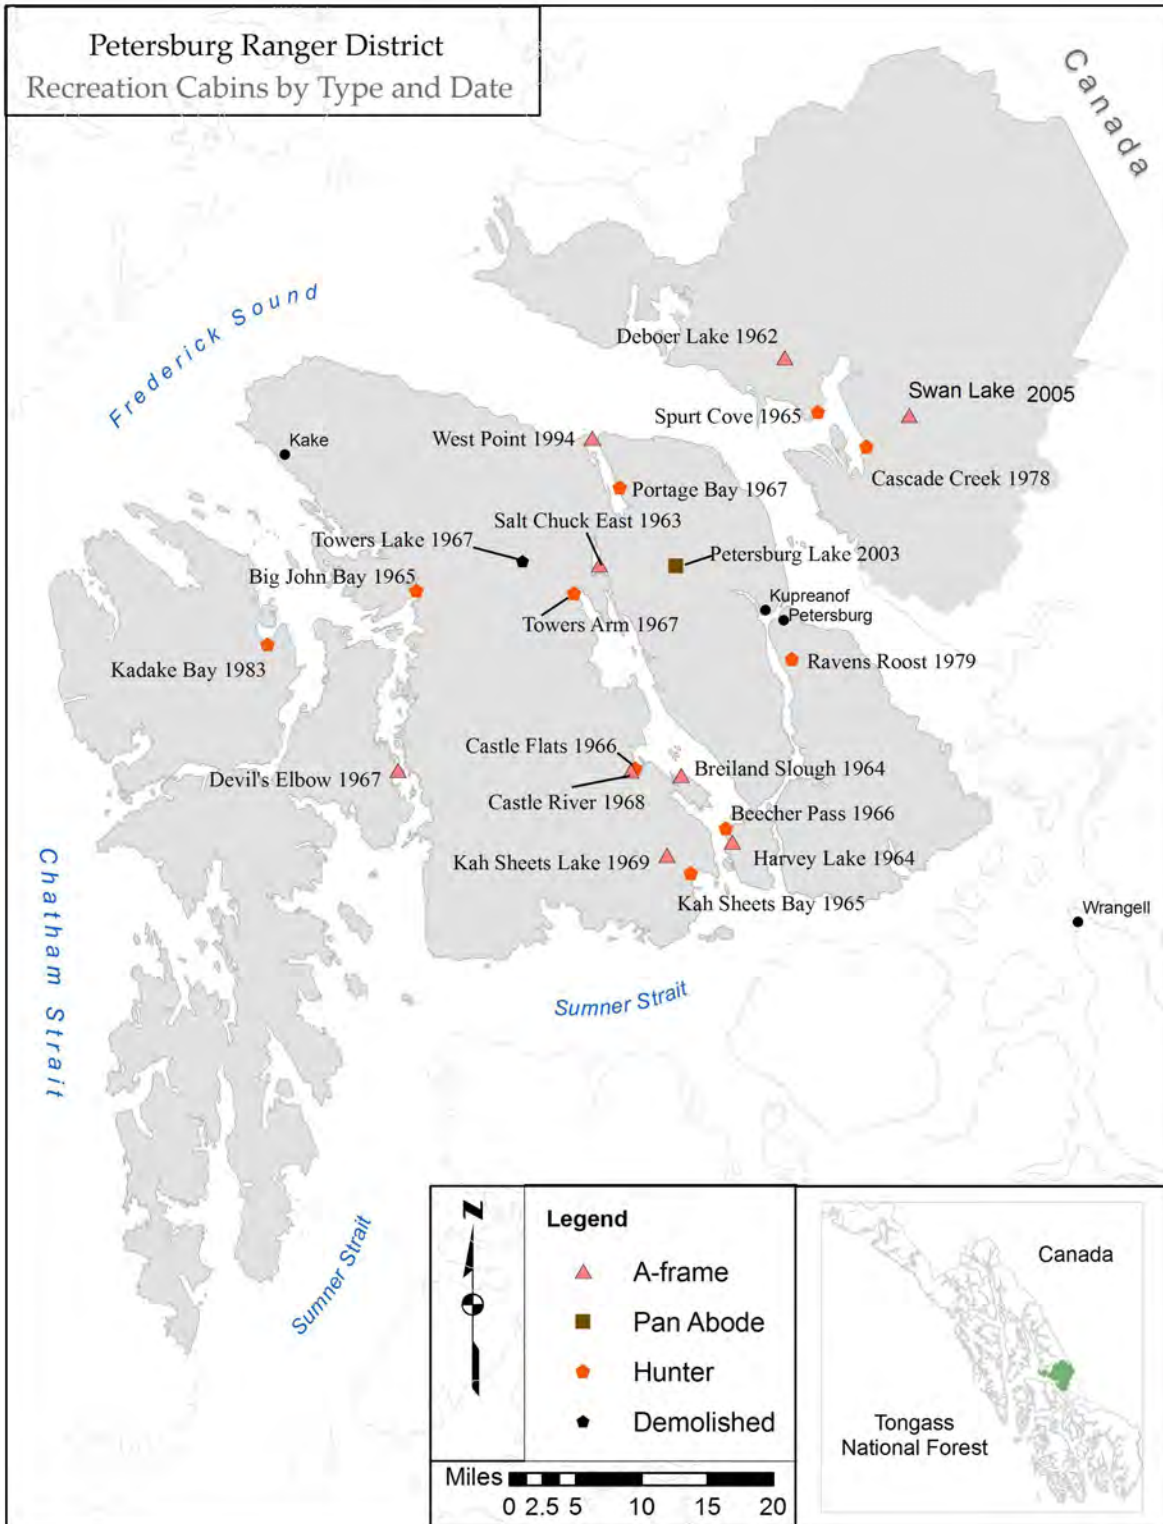 Petersburg Ranger District
Recreation Cabins by Type and Date
Canada
Frederick Sound
Deboer Lake 1962
Swan Lake 2005
Spurt Cove 1965
West Point 1994
Kake
Cascade Creek 1978
Portage Bay 1967
Salt Chuck East 1963
Towers Lake 1967
Petersburg Lake 2003
Big John Bay 1965
Kupreanof
Petersburg
Towers Arm 1967
Ravens Roost 1979
Kadake Bay 1983
Castle Flats 1966
Breiland Slough 1964
Devil's Elbow 1967
Castle River 1968
Beecher Pass 1966
Harvey Lake 1964
Kah Sheets Lake 1969
Kah Sheets Bay 1965
Chatham Strait
Wrangell
Sumner Strait
Sumner Strait
N
Legend
A-frame
Pan Abode
Hunter
Demolished
Miles
0 2.5 5 10 15 20
Canada
Tongass
National Forest